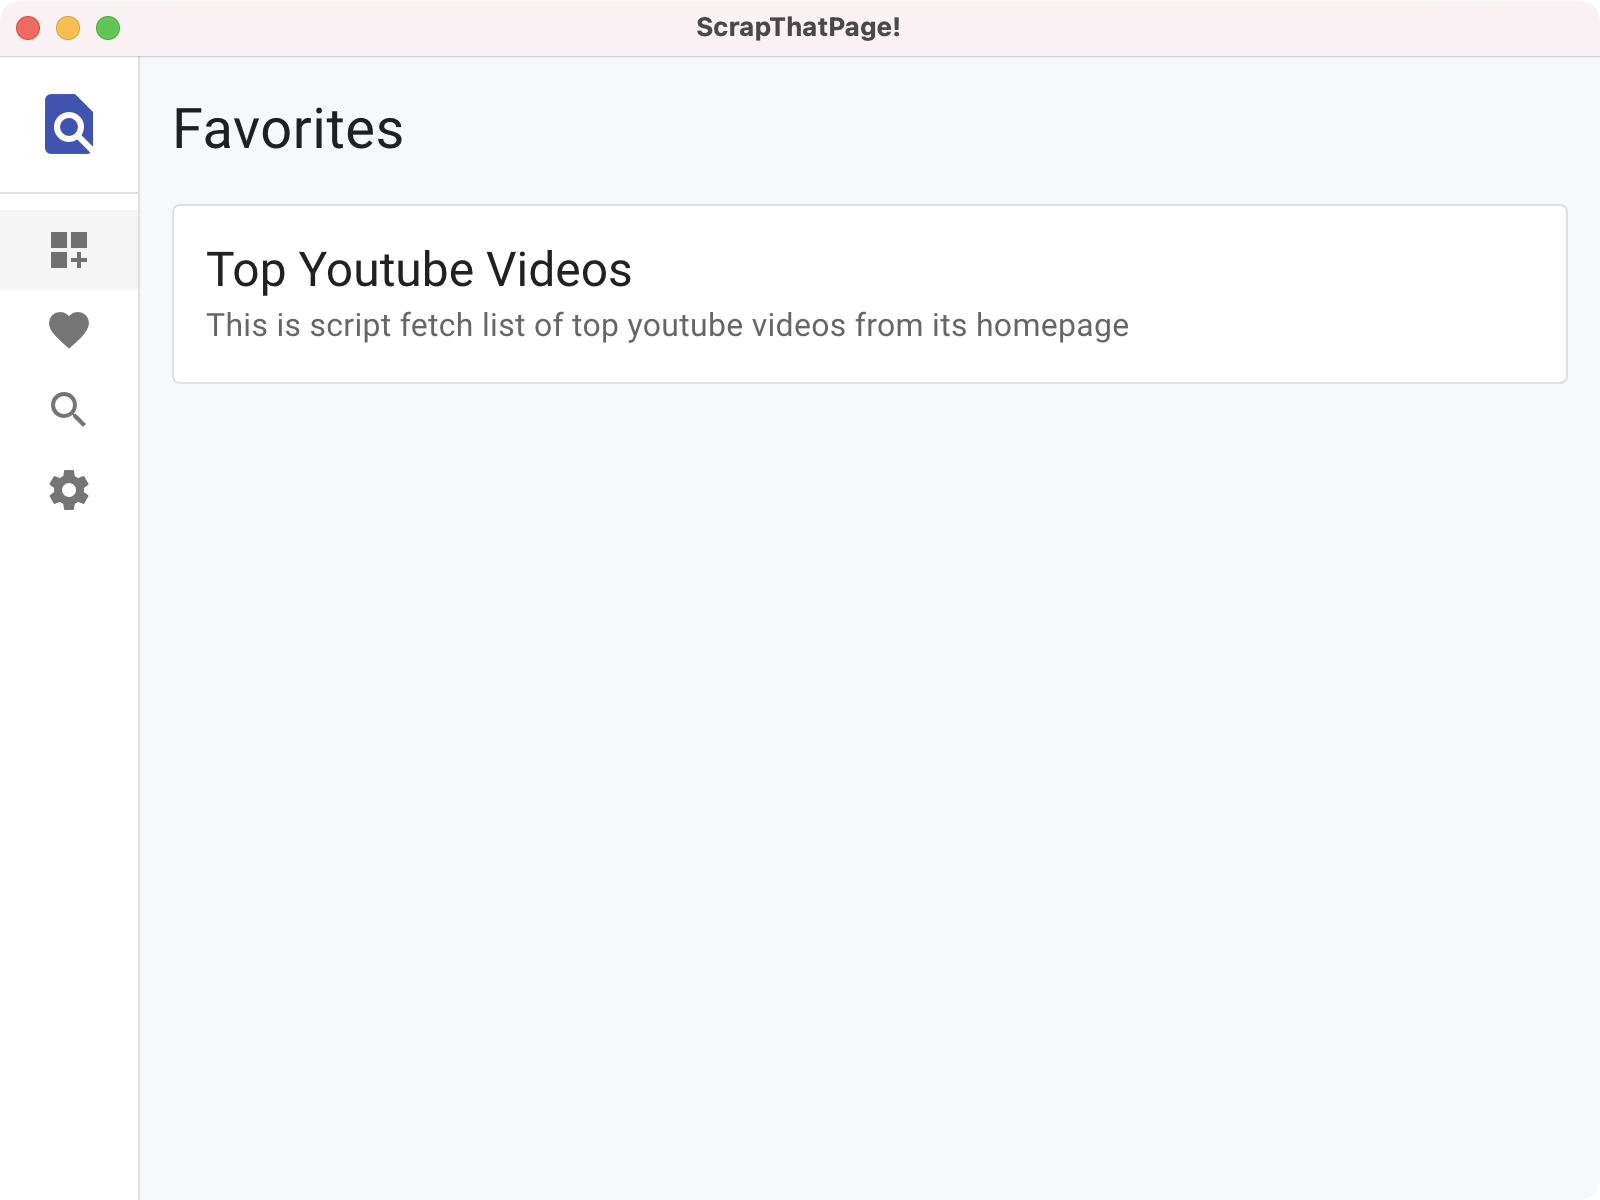 ScrapThatPage!
Favorites
Top Youtube Videos
This is script fetch list of top youtube videos from its homepage